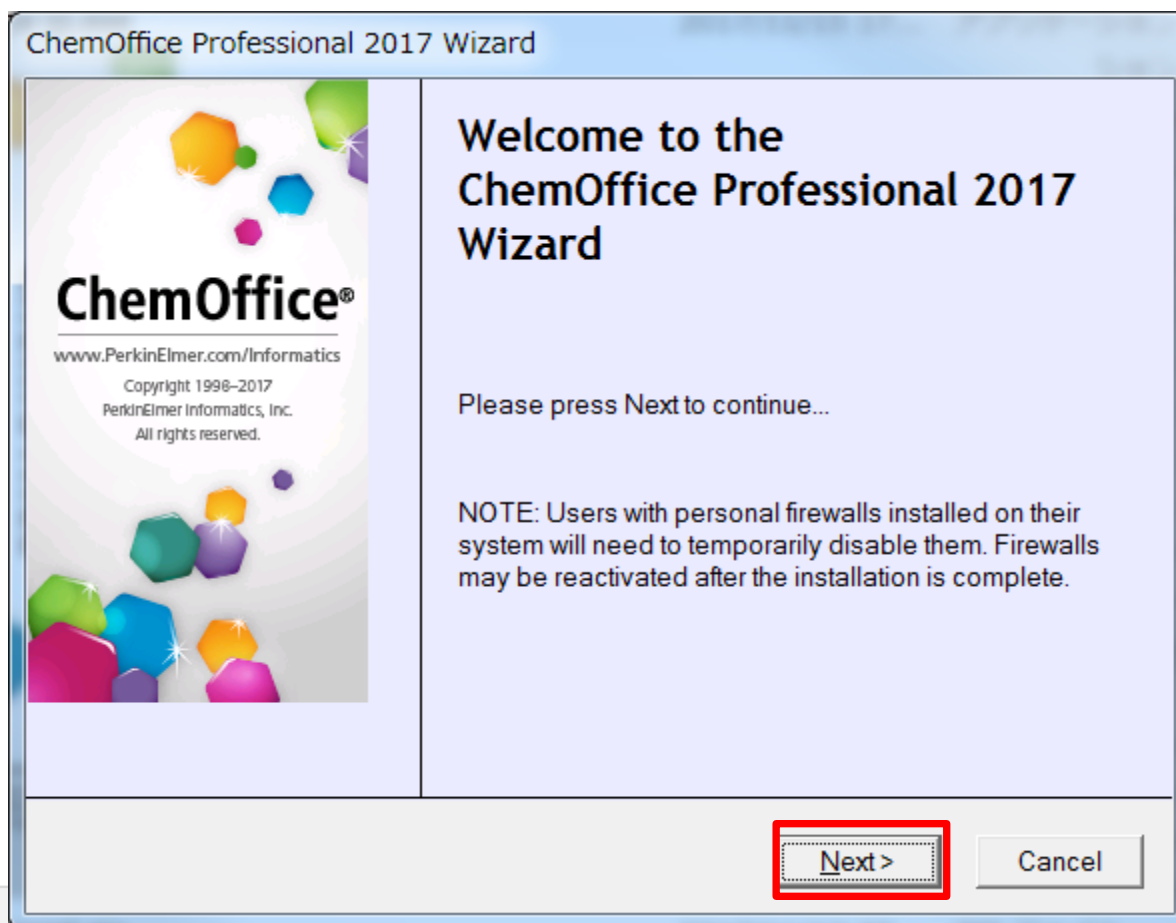 ChemOffice Professional 2017 Wizard
ChemOffice®
www.PerkinElmer.com/Informatics
Copyright 1998–2017
PerkinElmer Informatics, Inc.
All rights reserved.
Welcome to the
ChemOffice Professional 2017
Wizard
Please press Next to continue...
NOTE: Users with personal firewalls installed on their
system will need to temporarily disable them. Firewalls
may be reactivated after the installation is complete.
Next >
Cancel